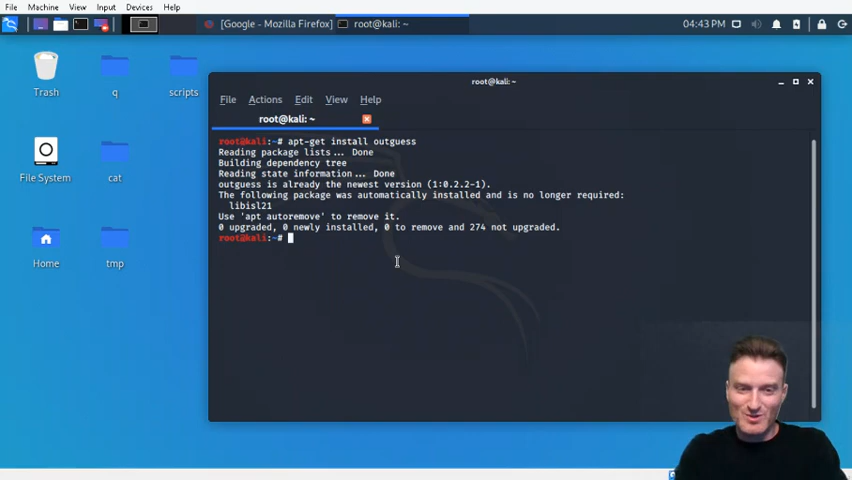 File Machine View Input Devices Help
[Google - Mozilla Firefox] root@kali: ~ 04:43 PM
Trash q scripts
File System cat
Home tmp
root@kali: ~
File Actions Edit View Help
root@kali: ~
root@kali:~# apt-get install outguess
Reading package lists... Done
Building dependency tree
Reading state information... Done
outguess is already the newest version (1:0.2.2-1).
The following package was automatically installed and is no longer required:
libisl21
Use 'apt autoremove' to remove it.
0 upgraded, 0 newly installed, 0 to remove and 274 not upgraded.
root@kali:~#